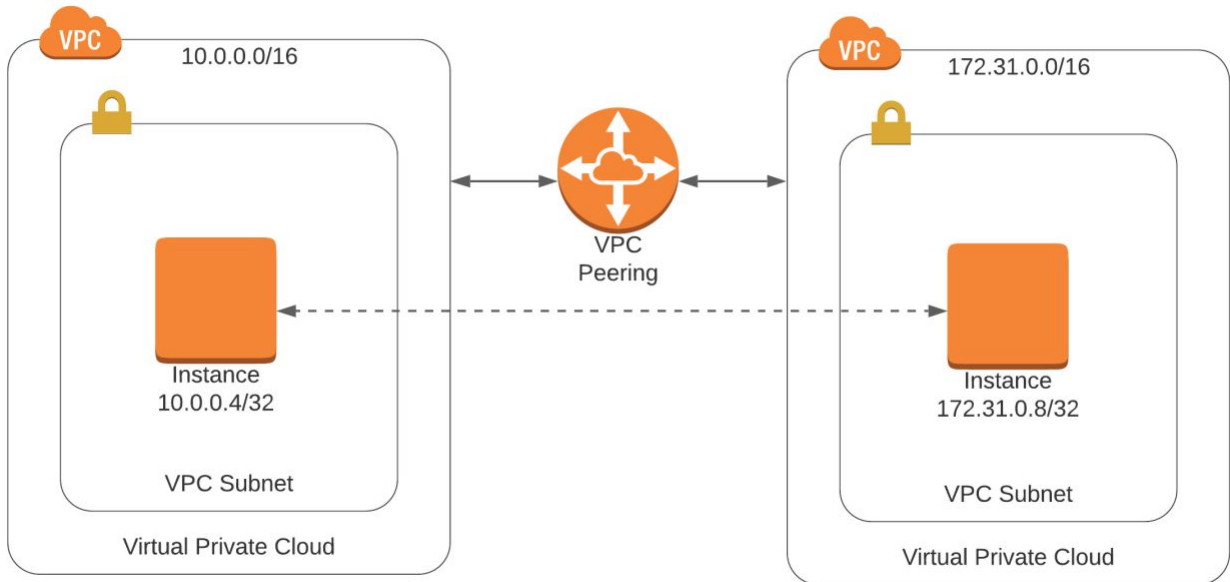 VPC
10.0.0.0/16
Instance
10.0.0.4/32
VPC Subnet
Virtual Private Cloud
VPC
Peering
VPC
172.31.0.0/16
Instance
172.31.0.8/32
VPC Subnet
Virtual Private Cloud